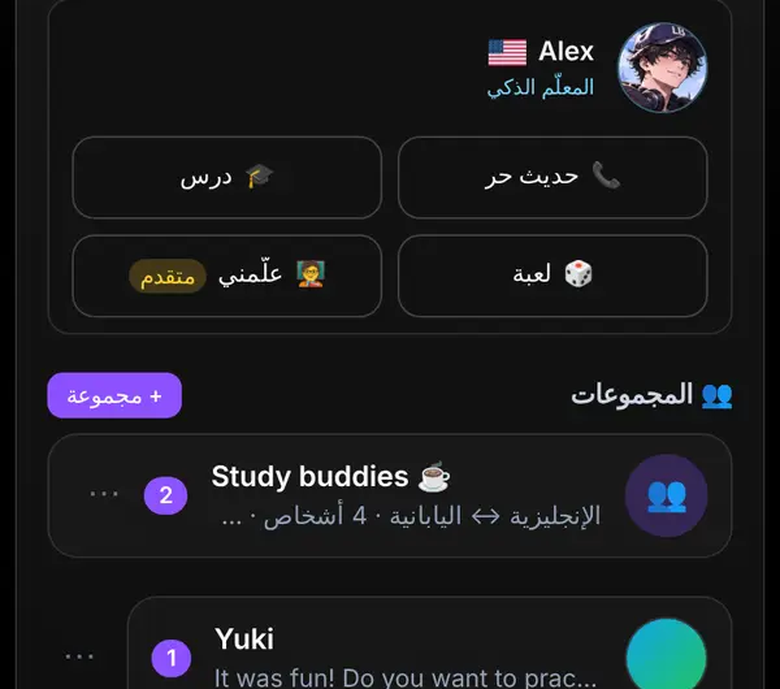 Alex 🇺🇸
المعلّم الذكي
📞 حديث حر
🎓 درس
🎲 لعبة
🧑‍🏫 علّمني متقدم
👥 المجموعات
+ مجموعة
Study buddies ☕
2
الإنجليزية ↔ اليابانية · 4 أشخاص · ...
Yuki
1
It was fun! Do you want to prac...